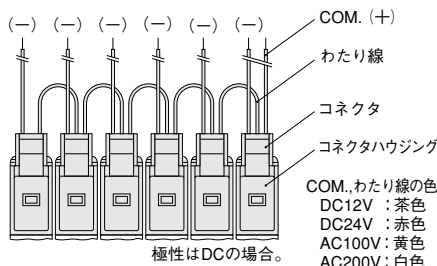 (－) (－) (－) (－) (－) (－)
COM. (＋)
わたり線
コネクタ
コネクタハウジング
COM.,わたり線の色
DC12V ：茶色
DC24V ：赤色
AC100V：黄色
AC200V：白色
極性はDCの場合。